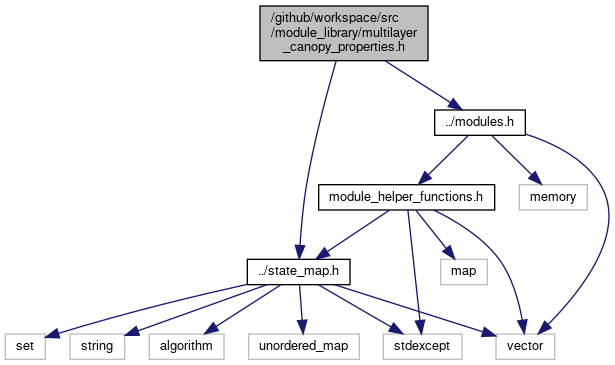 /github/workspace/src
/module_library/multilayer
_canopy_properties.h
../modules.h
module_helper_functions.h
memory
../state_map.h
map
set
string
algorithm
unordered_map
stdexcept
vector